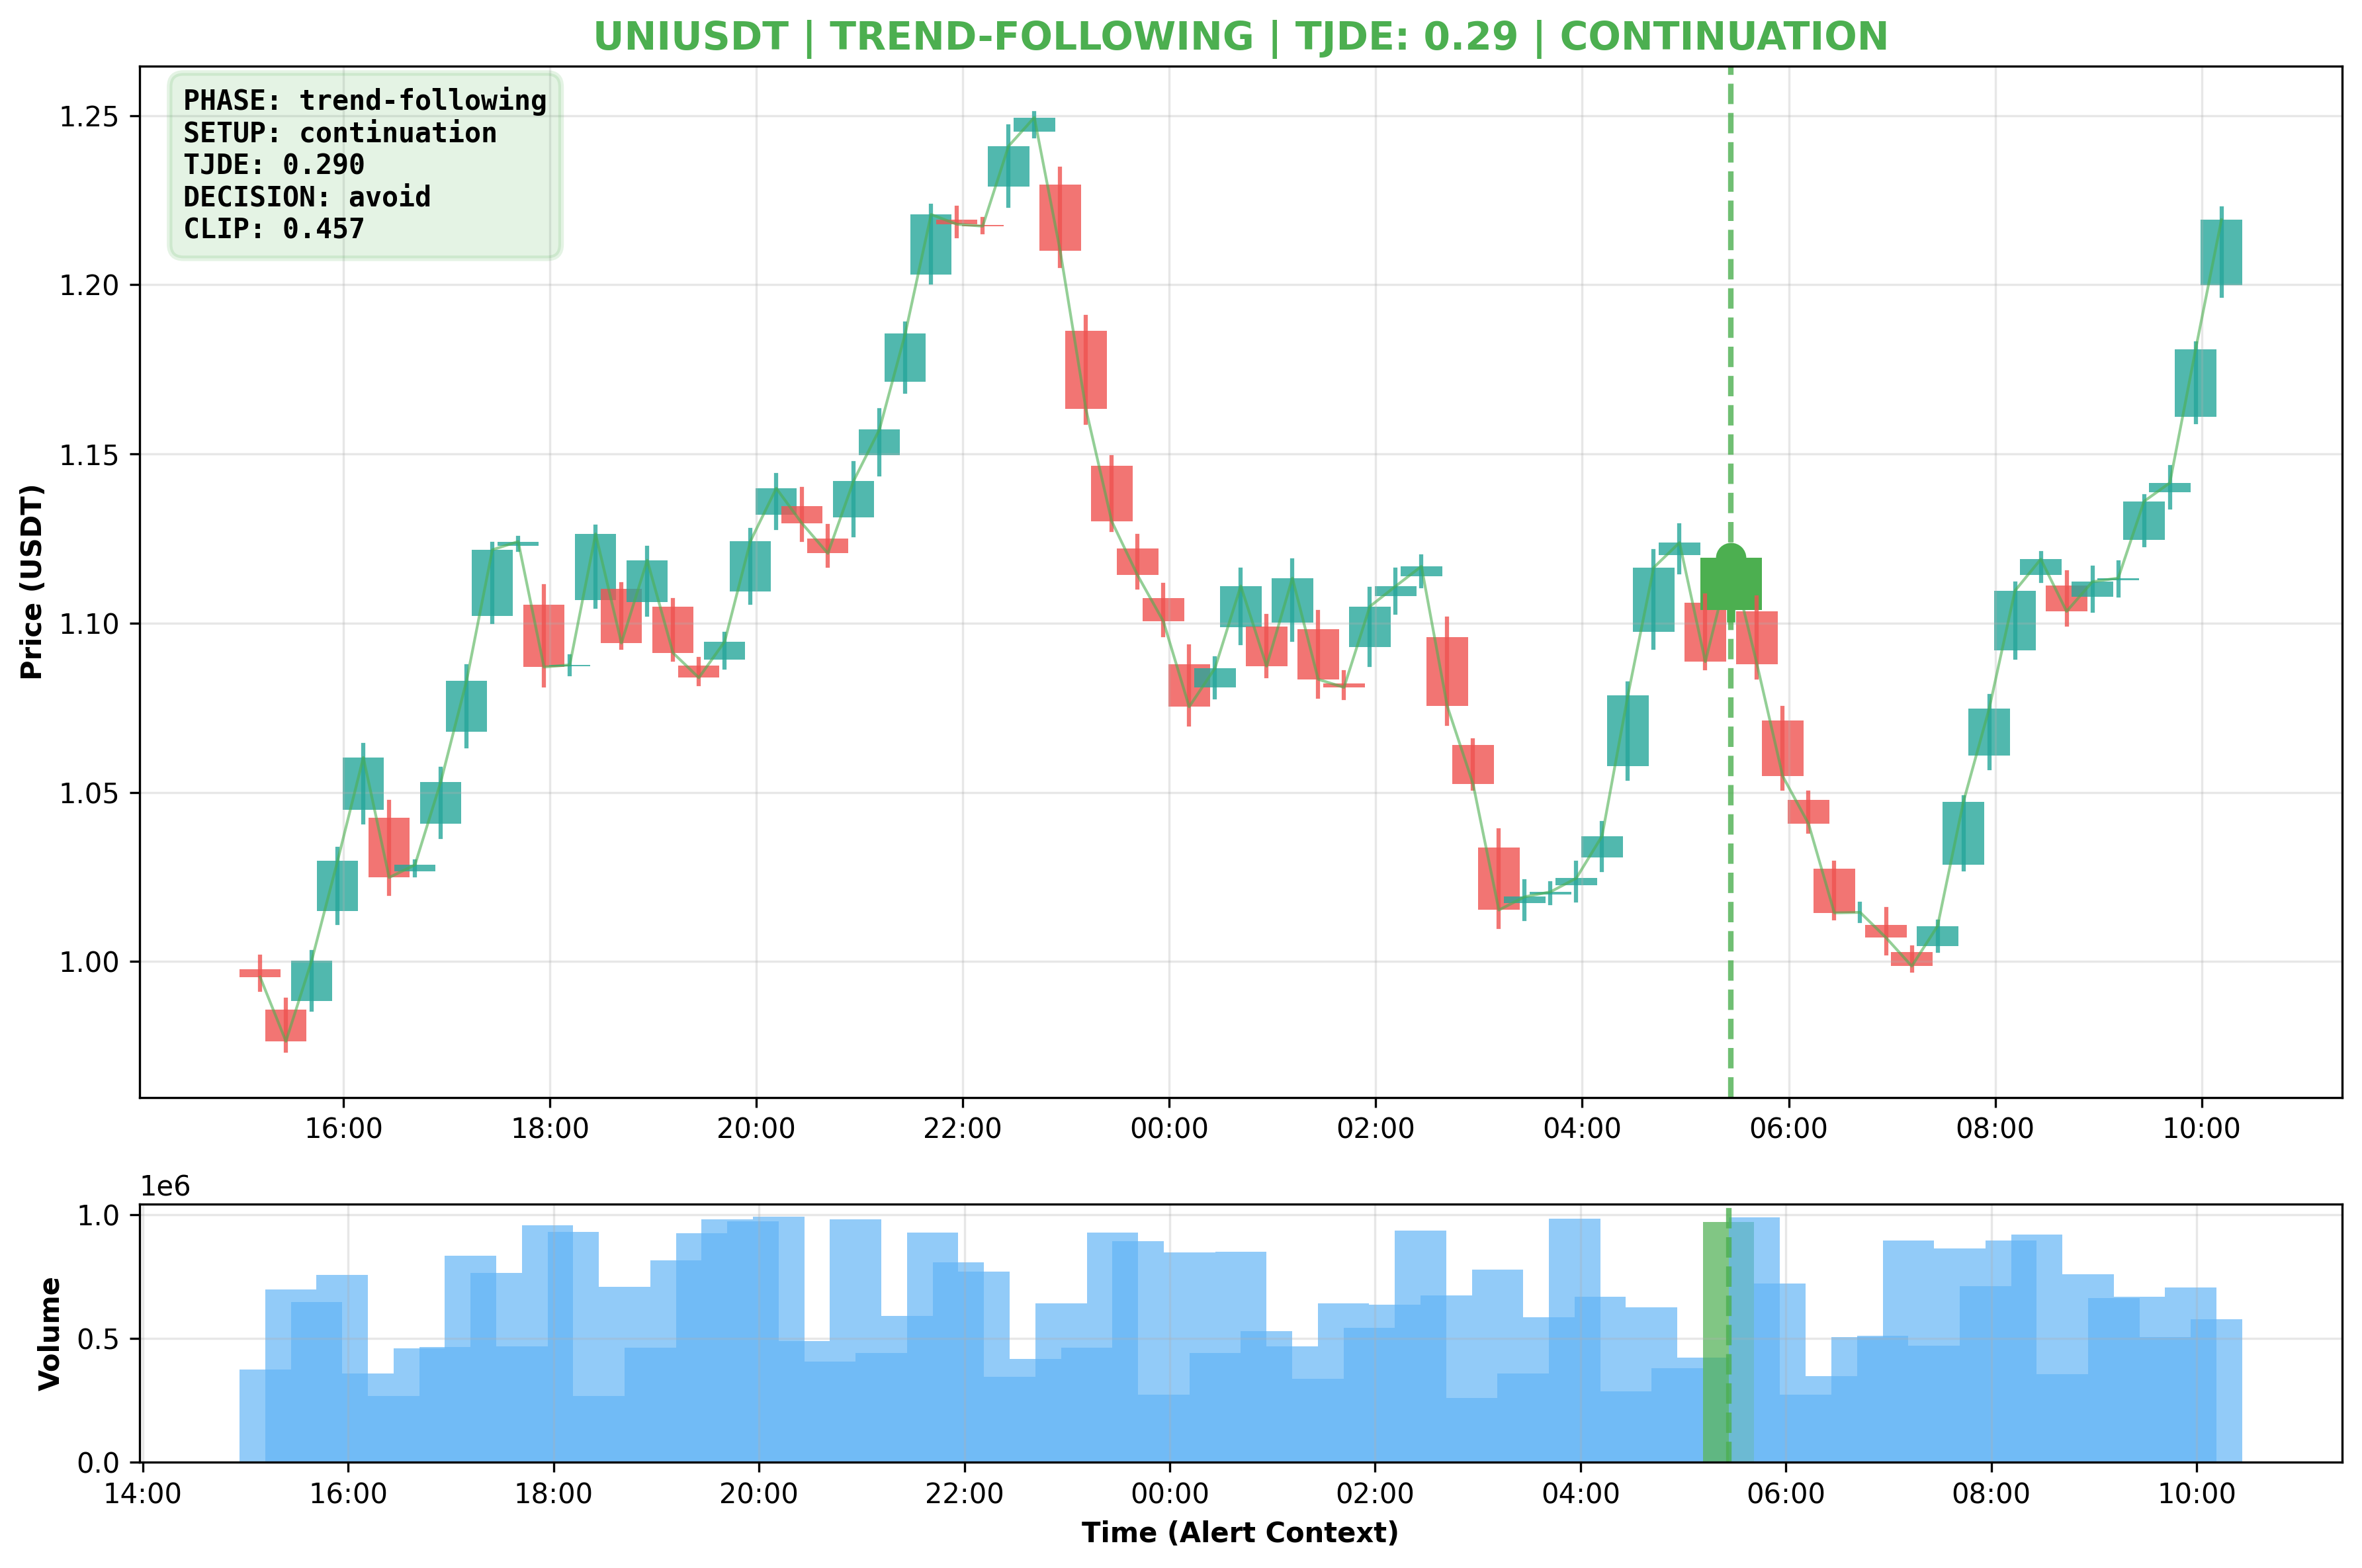 UNIUSDT | TREND-FOLLOWING | TJDE: 0.29 | CONTINUATION
PHASE: trend-following
SETUP: continuation
TJDE: 0.290
DECISION: avoid
CLIP: 0.457
Price (USDT)
1.25
1.20
1.15
1.10
1.05
1.00
16:00 18:00 20:00 22:00 00:00 02:00 04:00 06:00 08:00 10:00
1e6
Volume
1.0
0.5
0.0
14:00 16:00 18:00 20:00 22:00 00:00 02:00 04:00 06:00 08:00 10:00
Time (Alert Context)